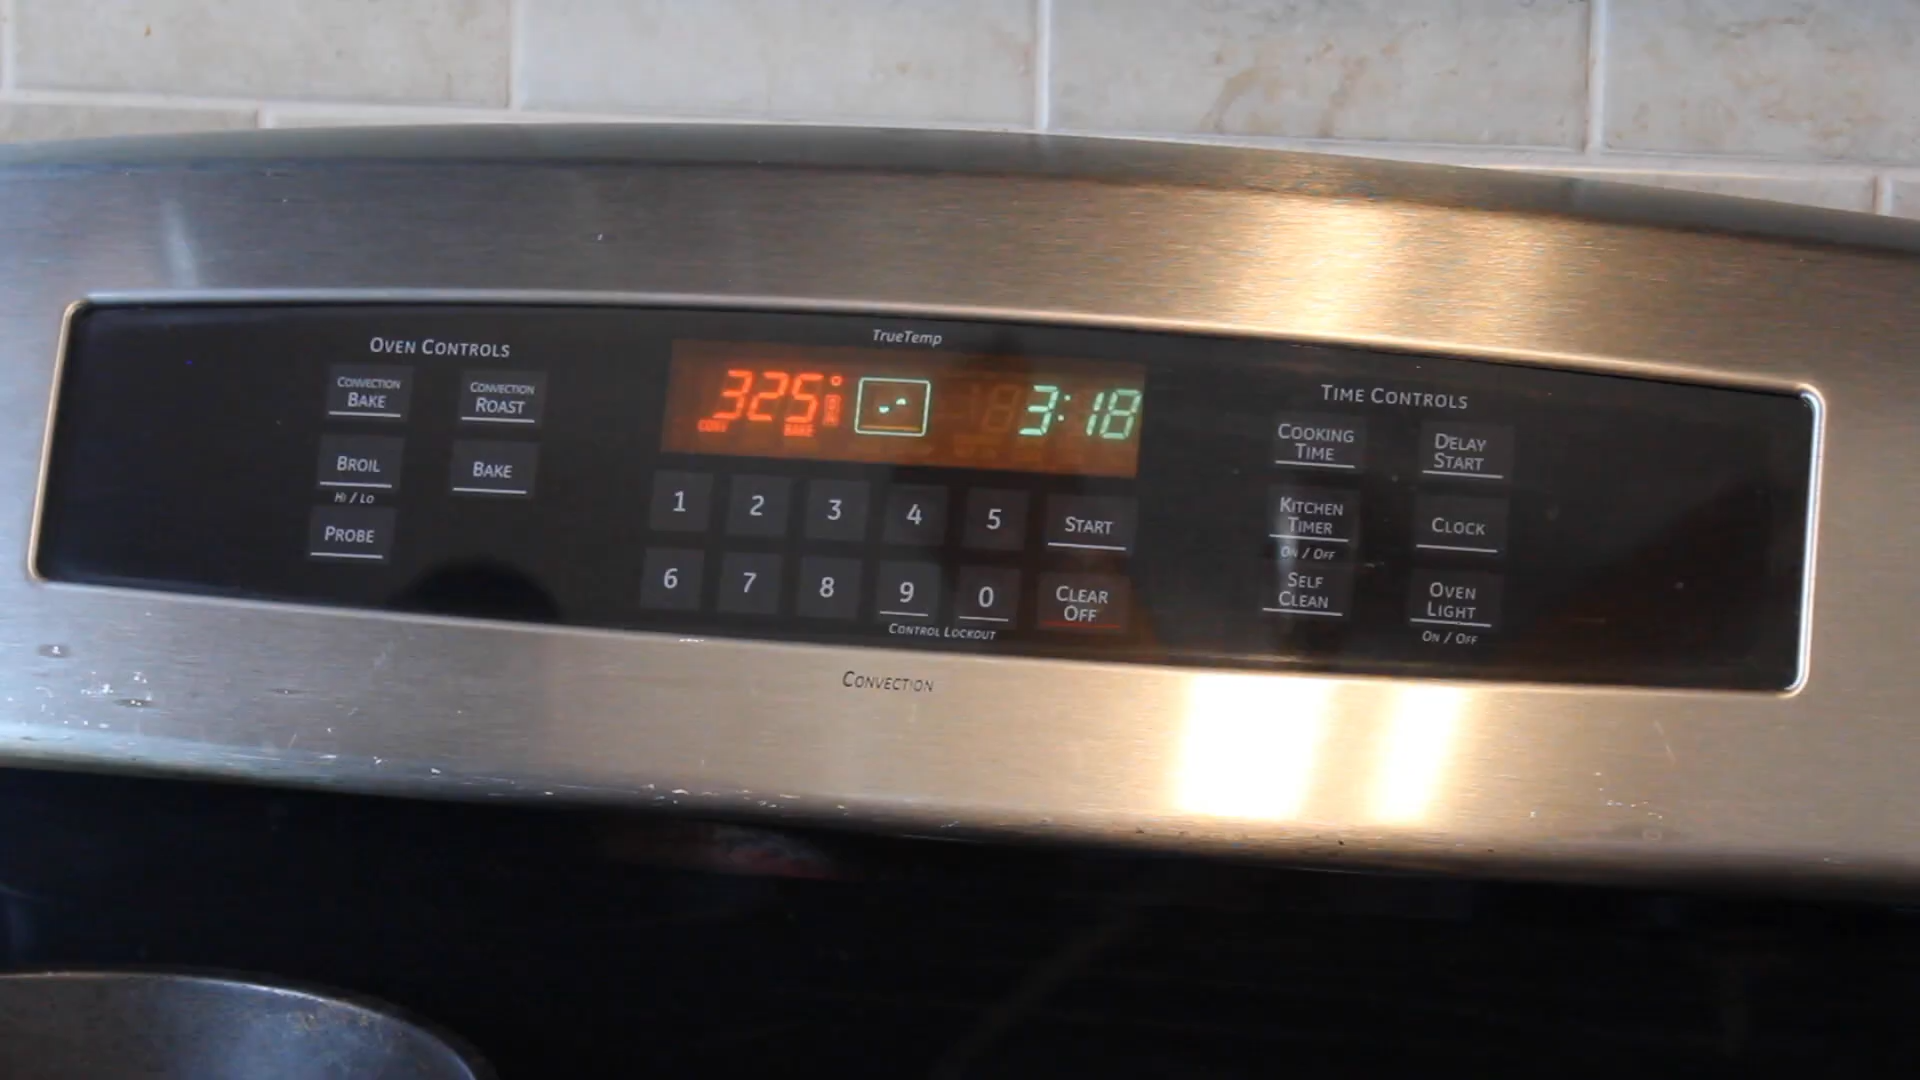 TrueTemp
OVEN CONTROLS
CONVECTION
BAKE
CONVECTION
ROAST
BROIL
HI / LO
BAKE
PROBE
325°
CONV
BAKE
3:18
1 2 3 4 5 START
6 7 8 9 0 CLEAR
OFF
CONTROL LOCKOUT
TIME CONTROLS
COOKING
TIME
DELAY
START
KITCHEN
TIMER
ON / OFF
CLOCK
SELF
CLEAN
OVEN
LIGHT
ON / OFF
CONVECTION